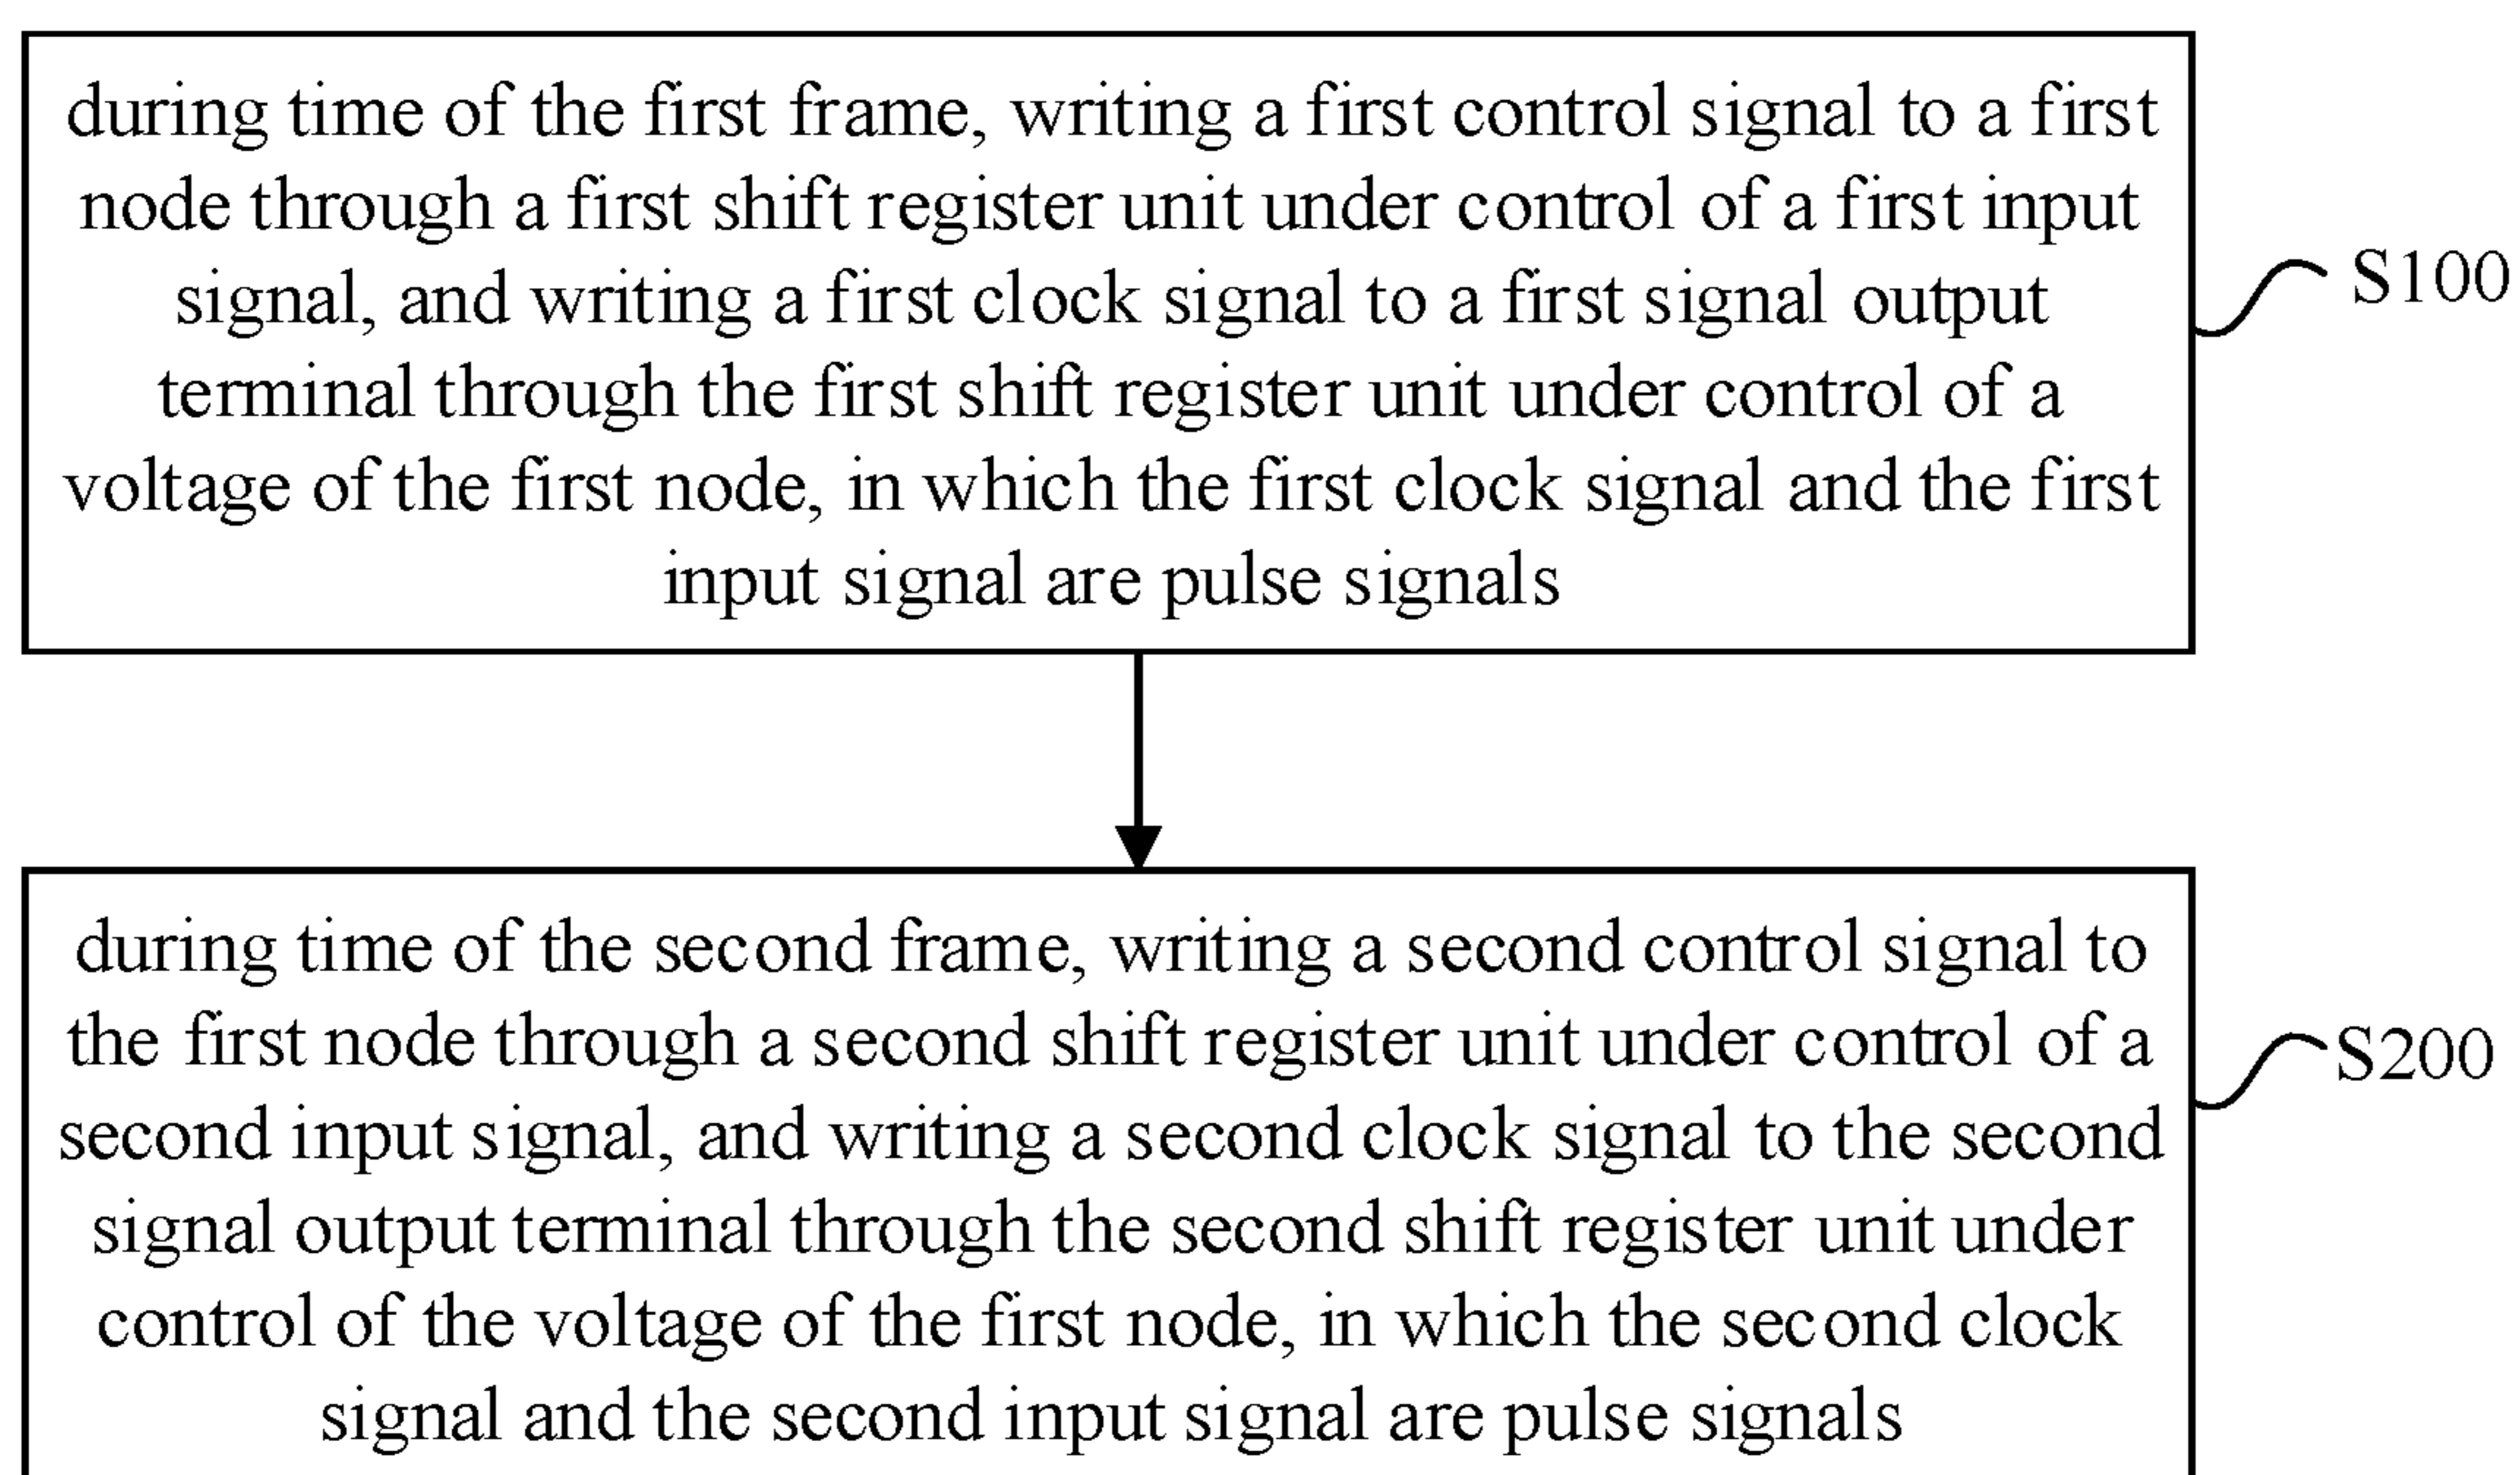 during time of the first frame, writing a first control signal to a first
node through a first shift register unit under control of a first input
signal, and writing a first clock signal to a first signal output
terminal through the first shift register unit under control of a
voltage of the first node, in which the first clock signal and the first
input signal are pulse signals
S100
during time of the second frame, writing a second control signal to
the first node through a second shift register unit under control of a
second input signal, and writing a second clock signal to the second
signal output terminal through the second shift register unit under
control of the voltage of the first node, in which the second clock
signal and the second input signal are pulse signals
S200